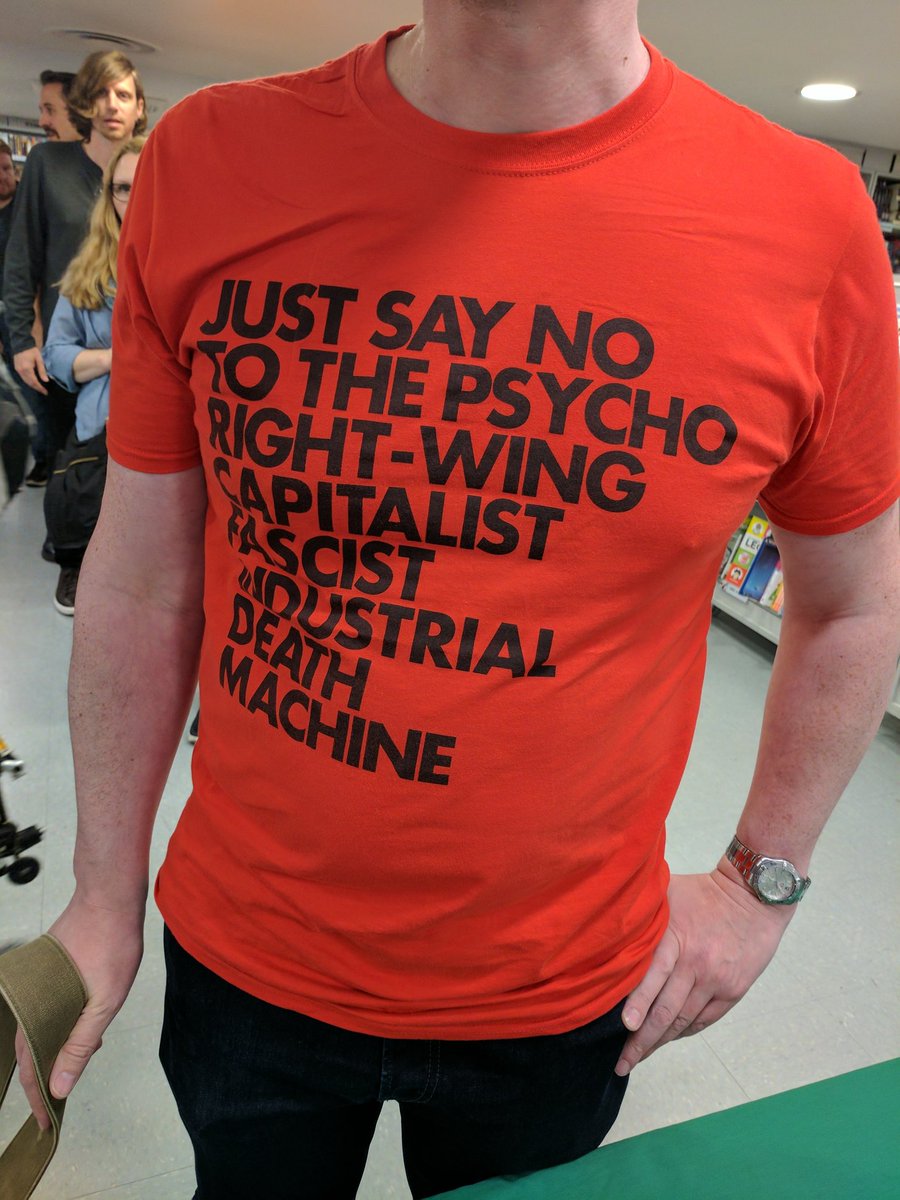 JUST SAY NO
TO THE PSYCHO
RIGHT-WING
CAPITALIST
FASCIST
INDUSTRIAL
DEATH
MACHINE